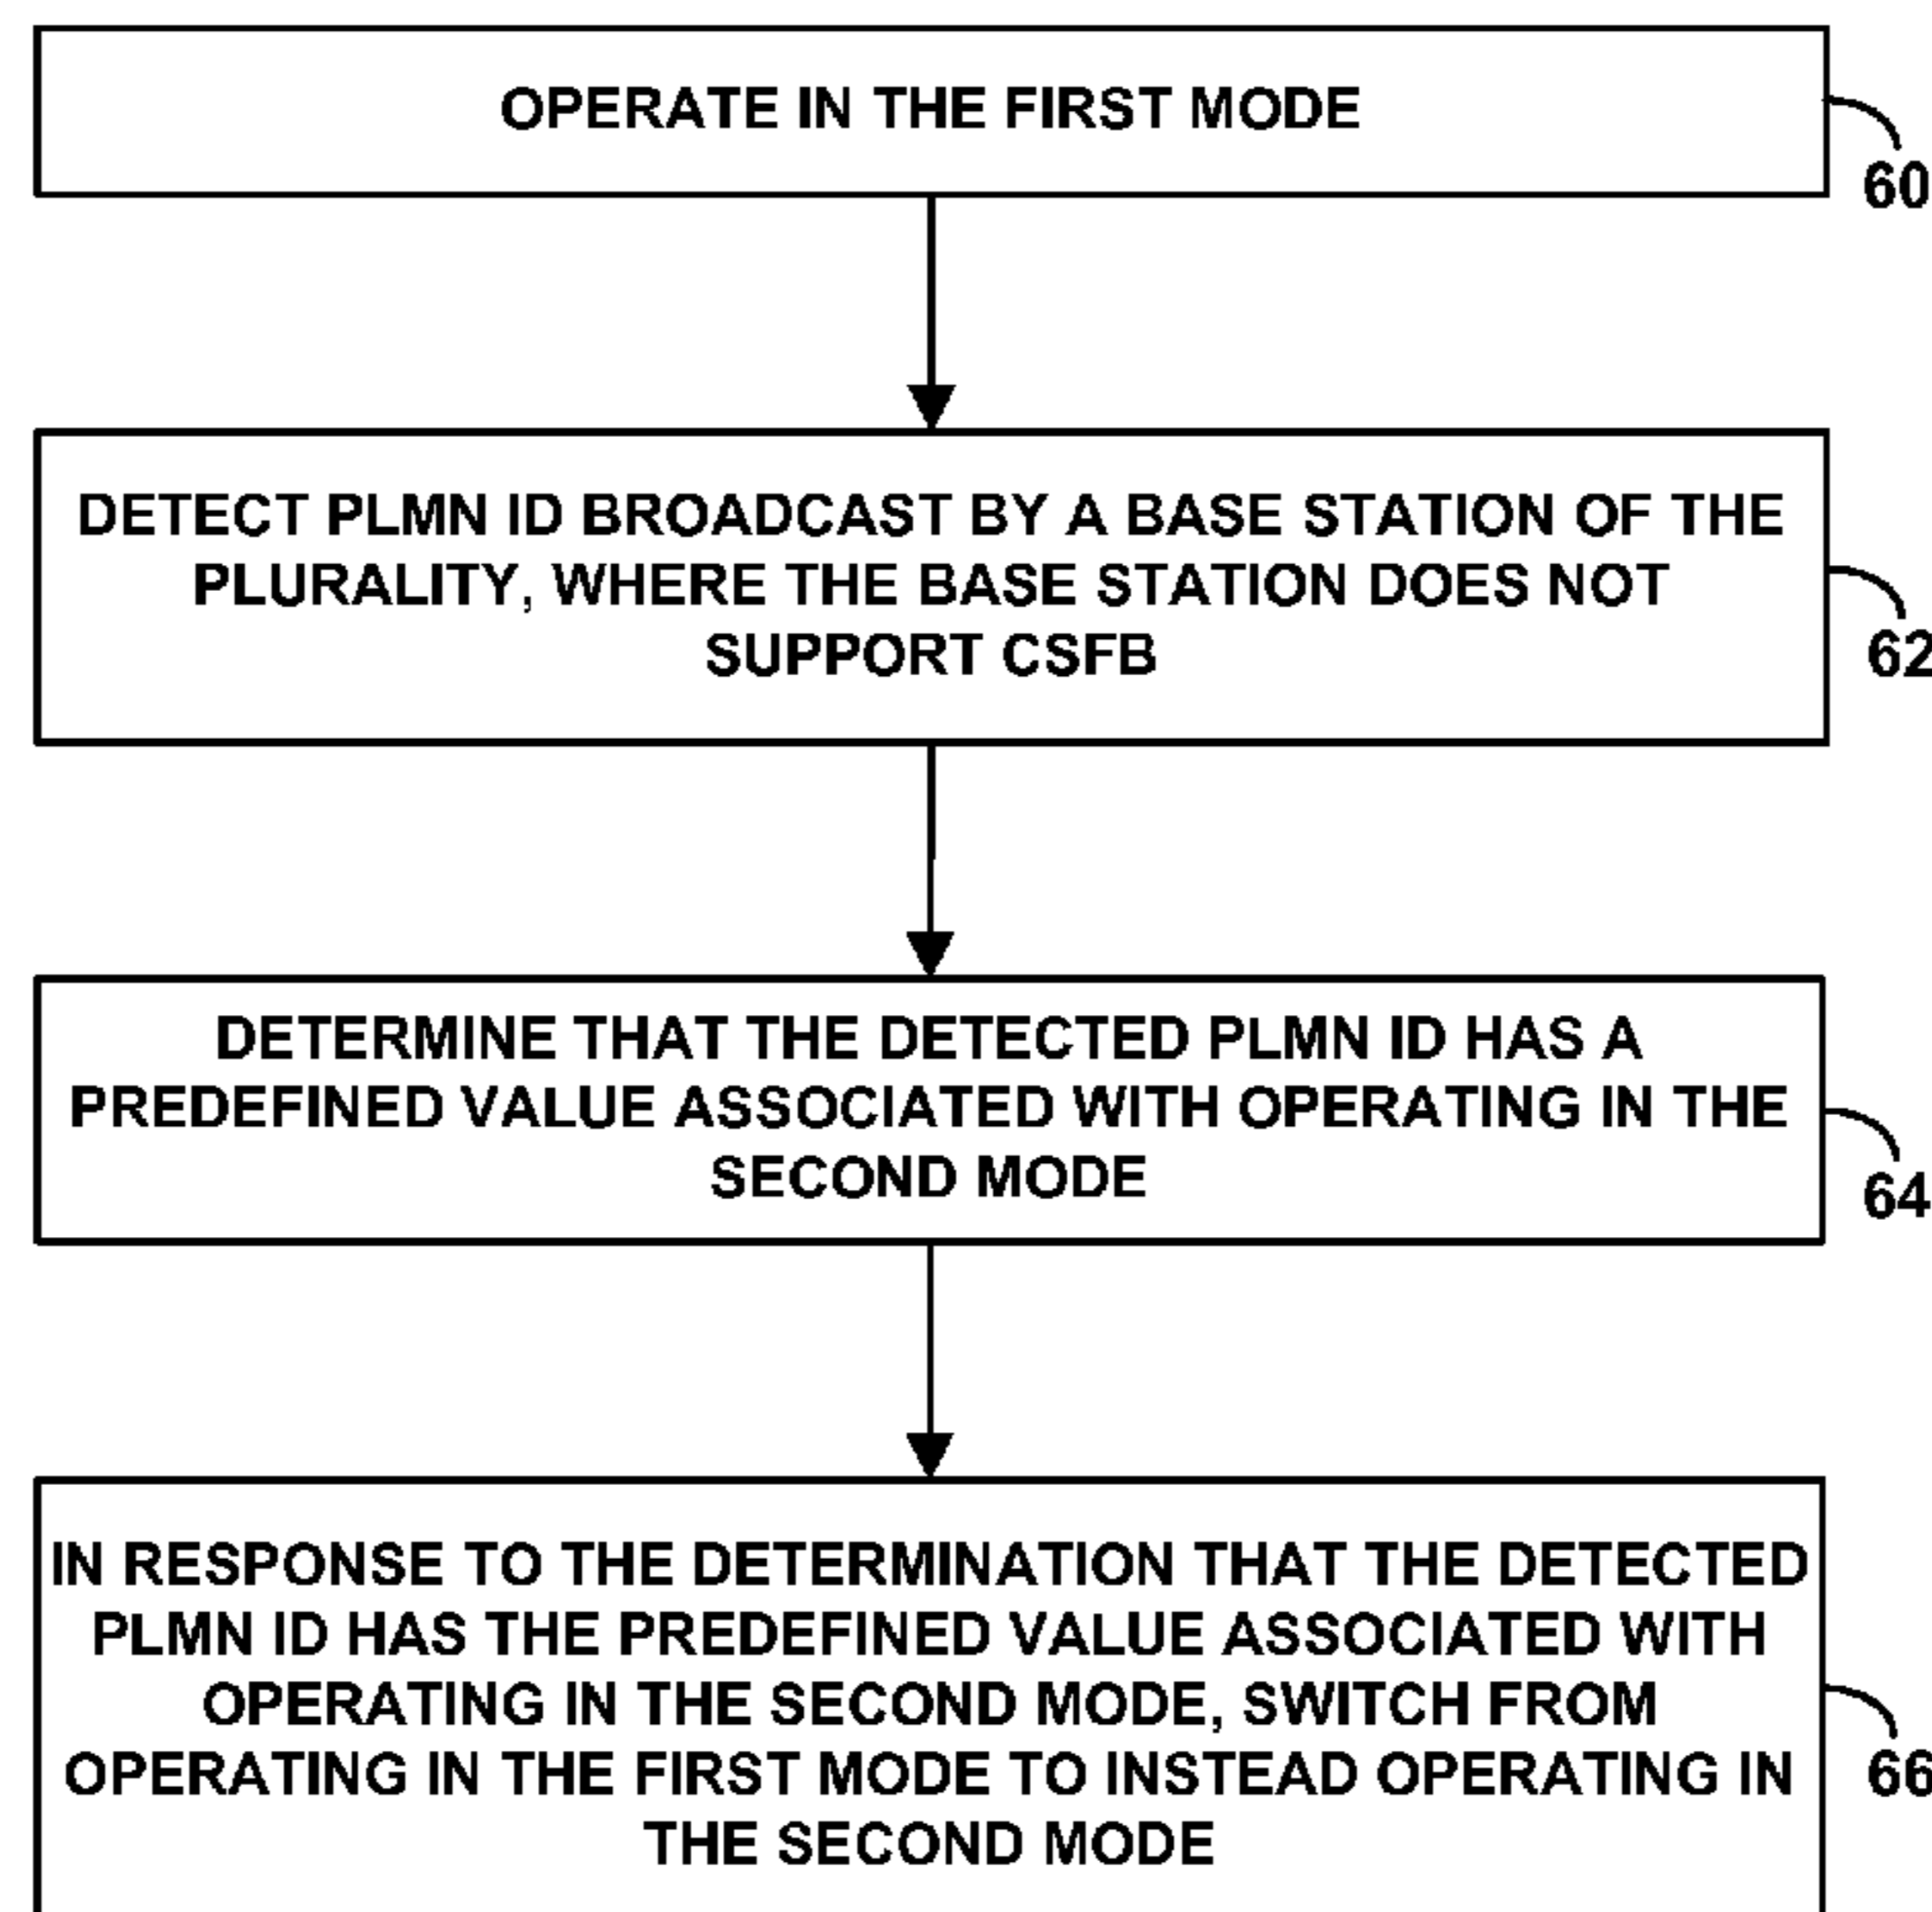 OPERATE IN THE FIRST MODE
60
DETECT PLMN ID BROADCAST BY A BASE STATION OF THE
PLURALITY, WHERE THE BASE STATION DOES NOT
SUPPORT CSFB
62
DETERMINE THAT THE DETECTED PLMN ID HAS A
PREDEFINED VALUE ASSOCIATED WITH OPERATING IN THE
SECOND MODE
64
IN RESPONSE TO THE DETERMINATION THAT THE DETECTED
PLMN ID HAS THE PREDEFINED VALUE ASSOCIATED WITH
OPERATING IN THE SECOND MODE, SWITCH FROM
OPERATING IN THE FIRST MODE TO INSTEAD OPERATING IN
THE SECOND MODE
66